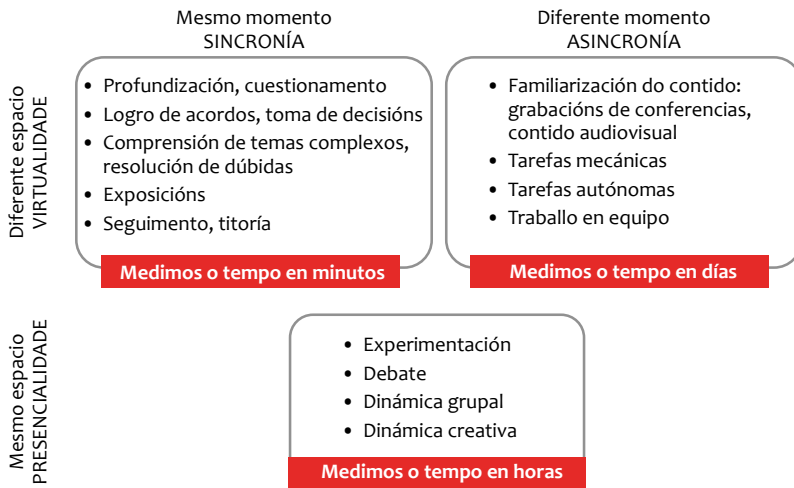 Mesmo momento
SINCRONÍA
Diferente momento
ASINCRONÍA
Diferente espacio
VIRTUALIDADE
• Profundización, cuestionamento
• Logro de acordos, toma de decisións
• Comprensión de temas complexos,
resolución de dúbidas
• Exposicións
• Seguimento, titoría
Medimos o tempo en minutos
• Familiarización do contido:
grabacións de conferencias,
contido audiovisual
• Tarefas mecánicas
• Tarefas autónomas
• Traballo en equipo
Medimos o tempo en días
Mesmo espacio
PRESENCIALIDADE
• Experimentación
• Debate
• Dinámica grupal
• Dinámica creativa
Medimos o tempo en horas